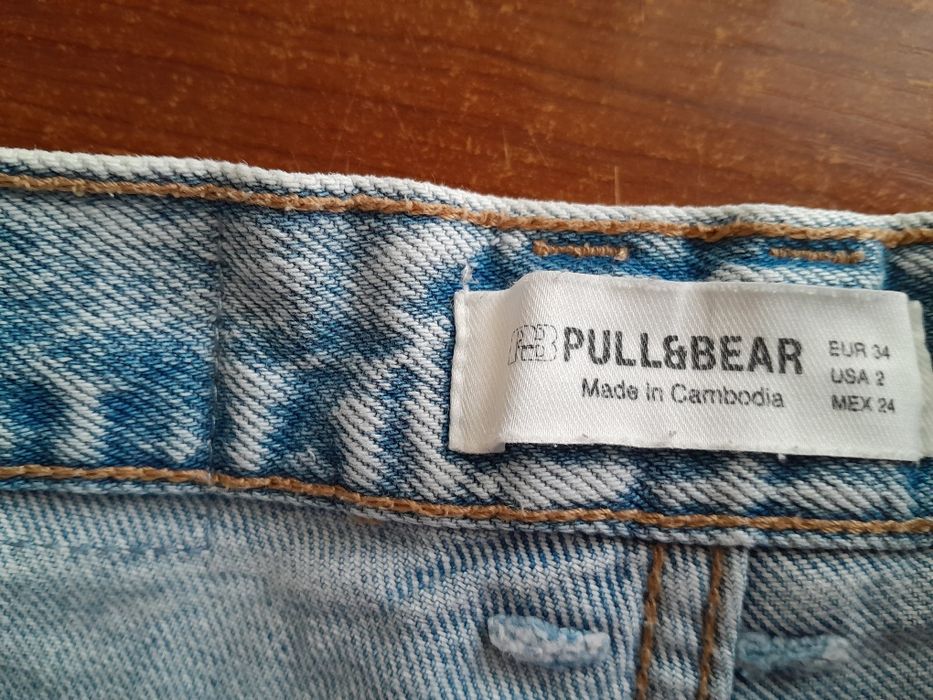 P&B PULL&BEAR
Made in Cambodia
EUR 34
USA 2
MEX 24